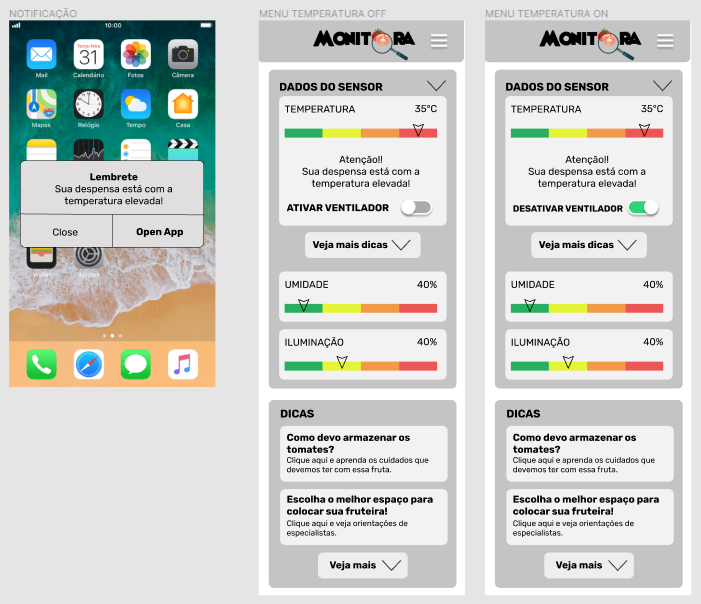 NOTIFICAÇÃO
10:00
Terça-feira
31
Mail
Calendário
Fotos
Câmera
Mapas
Relógio
Tempo
Casa
Lembrete
Sua despensa está com a
temperatura elevada!
Close
Open App
Wallet
Ajustes
MENU TEMPERATURA OFF
MONITORA
DADOS DO SENSOR
TEMPERATURA 35°C
Atenção!!
Sua despensa está com a
temperatura elevada!
ATIVAR VENTILADOR
Veja mais dicas
UMIDADE 40%
ILUMINAÇÃO 40%
DICAS
Como devo armazenar os
tomates?
Clique aqui e aprenda os cuidados que
devemos ter com essa fruta.
Escolha o melhor espaço para
colocar sua fruteira!
Clique aqui e veja orientações de
especialistas.
Veja mais
MENU TEMPERATURA ON
MONITORA
DADOS DO SENSOR
TEMPERATURA 35°C
Atenção!!
Sua despensa está com a
temperatura elevada!
DESATIVAR VENTILADOR
Veja mais dicas
UMIDADE 40%
ILUMINAÇÃO 40%
DICAS
Como devo armazenar os
tomates?
Clique aqui e aprenda os cuidados que
devemos ter com essa fruta.
Escolha o melhor espaço para
colocar sua fruteira!
Clique aqui e veja orientações de
especialistas.
Veja mais